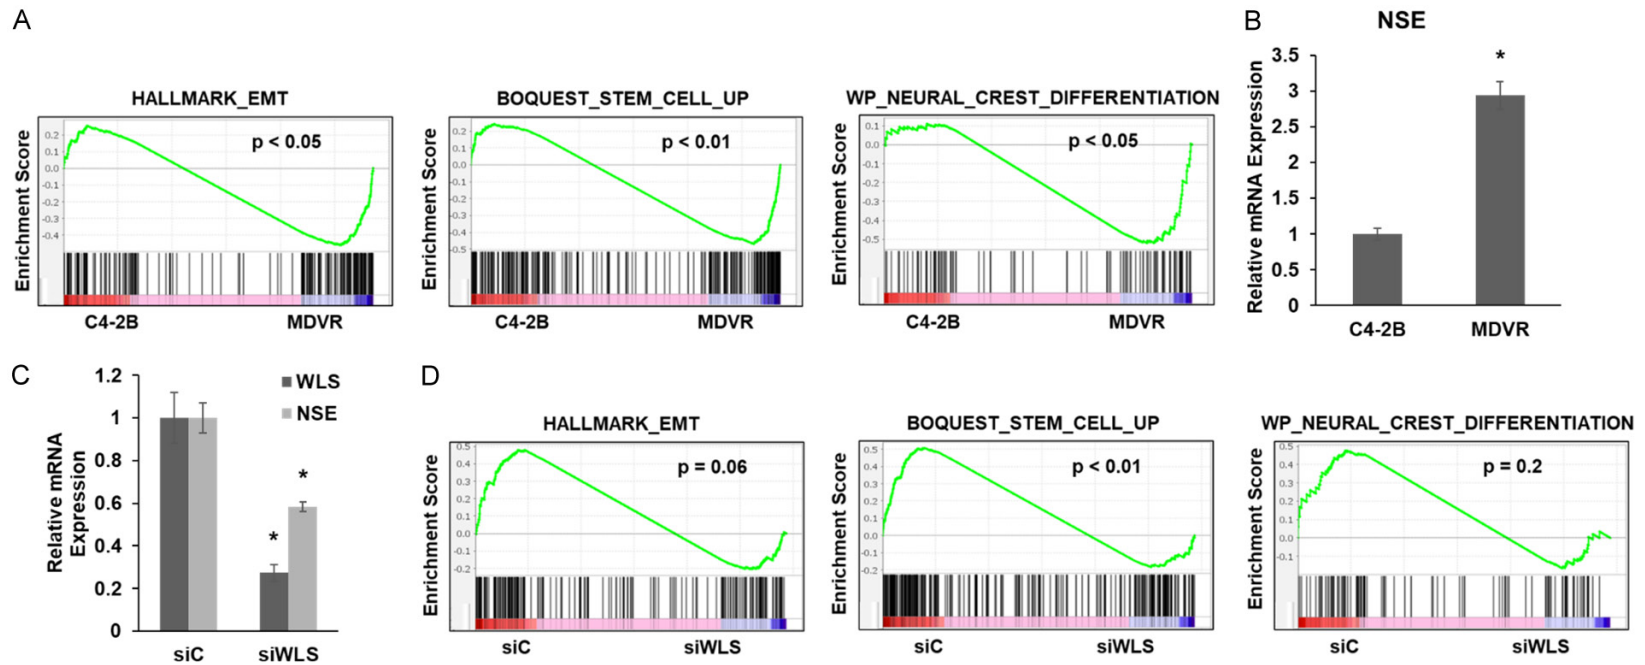 A
HALLMARK_EMT
Enrichment Score
0.2
0.1
0.0
-0.1
-0.2
-0.3
-0.4
p < 0.05
C4-2B MDVR
BOQUEST_STEM_CELL_UP
Enrichment Score
0.2
0.1
0.0
-0.1
-0.2
-0.3
-0.4
-0.5
p < 0.01
C4-2B MDVR
WP_NEURAL_CREST_DIFFERENTIATION
Enrichment Score
0.1
0.0
-0.1
-0.2
-0.3
-0.4
-0.5
p < 0.05
C4-2B MDVR
B
NSE
Relative mRNA Expression
3.5
3
2.5
2
1.5
1
0.5
0
*
C4-2B MDVR
C
Relative mRNA
Expression
1.2
1
0.8
0.6
0.4
0.2
0
WLS
NSE
*
*
siC siWLS
D
HALLMARK_EMT
Enrichment Score
0.5
0.4
0.3
0.2
0.1
0.0
-0.1
-0.2
p = 0.06
siC siWLS
BOQUEST_STEM_CELL_UP
Enrichment Score
0.5
0.4
0.3
0.2
0.1
0.0
-0.1
-0.2
p < 0.01
siC siWLS
WP_NEURAL_CREST_DIFFERENTIATION
Enrichment Score
0.5
0.4
0.3
0.2
0.1
0.0
-0.1
p = 0.2
siC siWLS